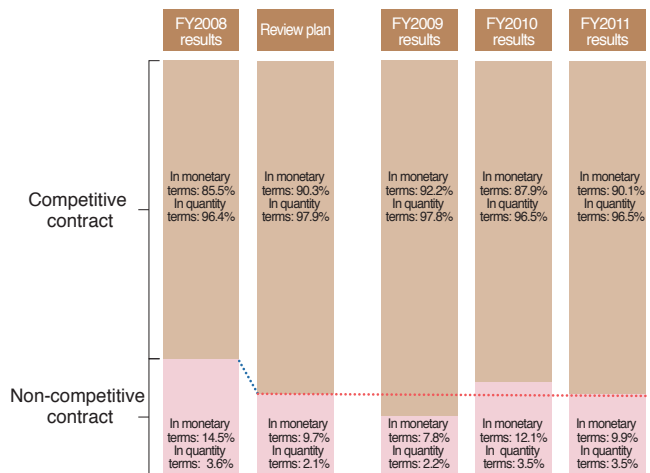 FY2008
results
Review plan
FY2009
results
FY2010
results
FY2011
results
Competitive
contract
In monetary
terms: 85.5%
In quantity
terms: 96.4%
In monetary
terms: 90.3%
In quantity
terms: 97.9%
In monetary
terms: 92.2%
In quantity
terms: 97.8%
In monetary
terms: 87.9%
In quantity
terms: 96.5%
In monetary
terms: 90.1%
In quantity
terms: 96.5%
Non-competitive
contract
In monetary
terms: 14.5%
In quantity
terms: 3.6%
In monetary
terms: 9.7%
In quantity
terms: 2.1%
In monetary
terms: 7.8%
In quantity
terms: 2.2%
In monetary
terms: 12.1%
In quantity
terms: 3.5%
In monetary
terms: 9.9%
In quantity
terms: 3.5%